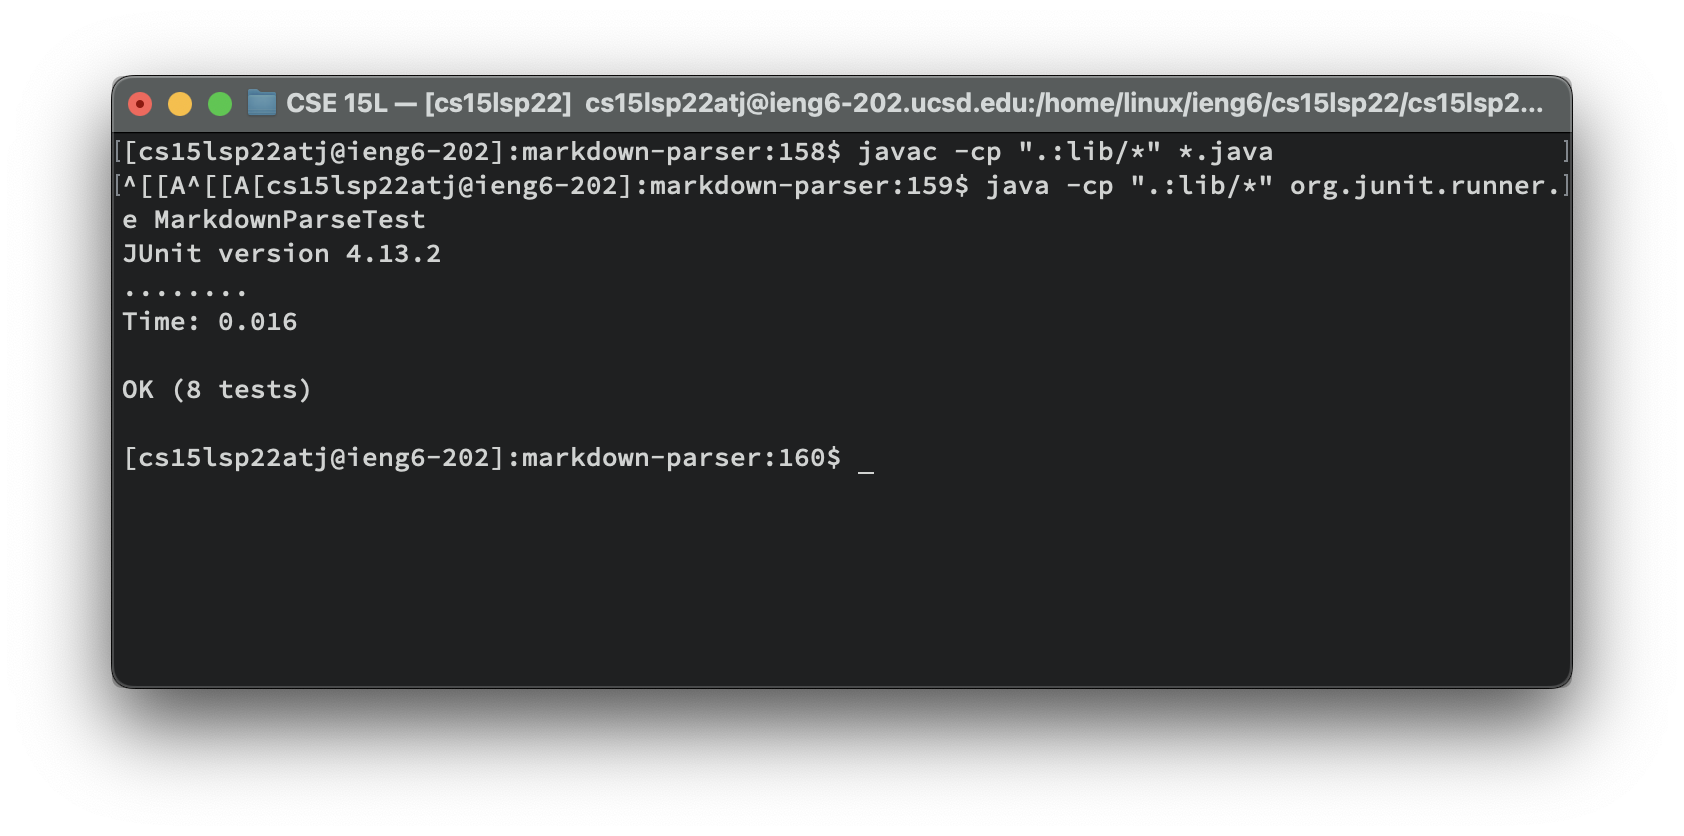 CSE 15L — [cs15lsp22] cs15lsp22atj@ieng6-202.ucsd.edu:/home/linux/ieng6/cs15lsp22/cs15lsp2...
[[cs15lsp22atj@ieng6-202]:markdown-parser:158$ javac -cp ".:lib/*" *.java ]
[^[[A^[[A[cs15lsp22atj@ieng6-202]:markdown-parser:159$ java -cp ".:lib/*" org.junit.runner.]
e MarkdownParseTest
JUnit version 4.13.2
........
Time: 0.016
OK (8 tests)
[cs15lsp22atj@ieng6-202]:markdown-parser:160$ _